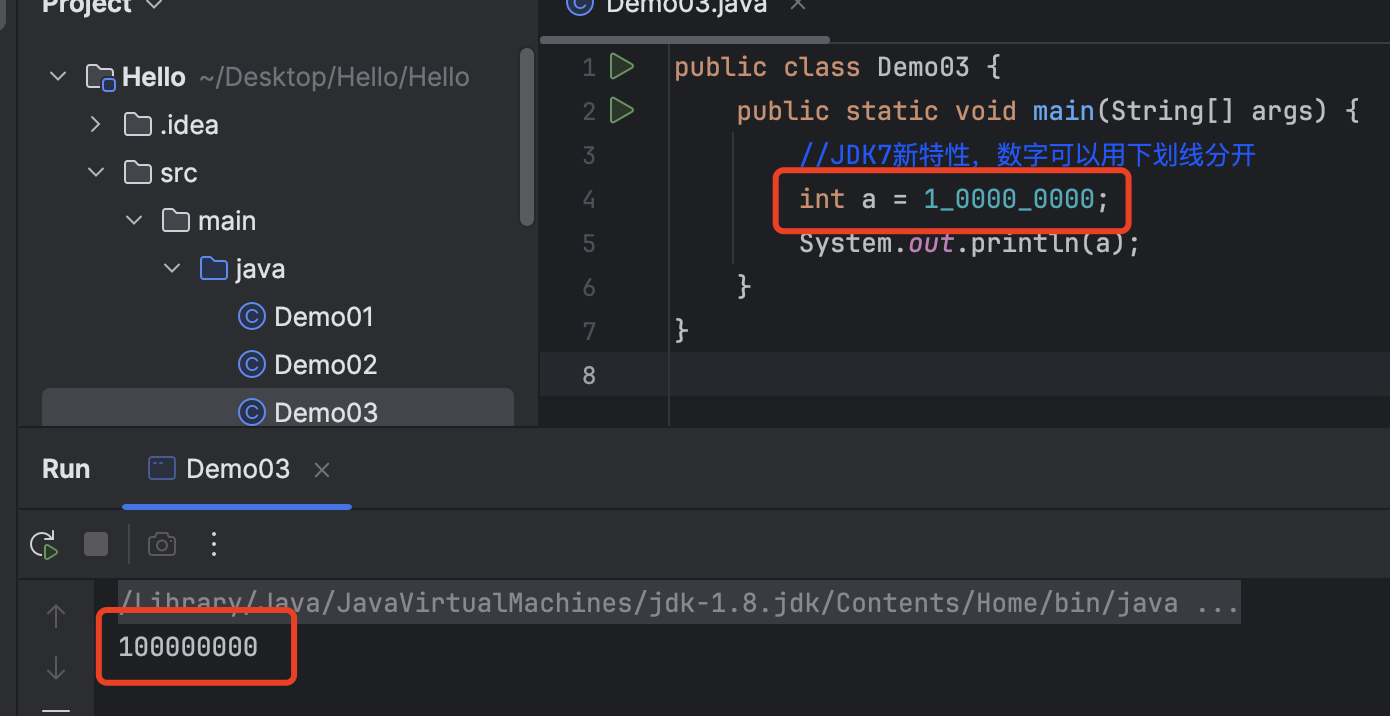 Project
Demo03.java
Hello ~/Desktop/Hello/Hello
.idea
src
main
java
Demo01
Demo02
Demo03
1 public class Demo03 {
2 public static void main(String[] args) {
3 //JDK7新特性，数字可以用下划线分开
4 int a = 1_0000_0000;
5 System.out.println(a);
6 }
7 }
8
Run Demo03
/Library/Java/JavaVirtualMachines/jdk-1.8.jdk/Contents/Home/bin/java ...
100000000